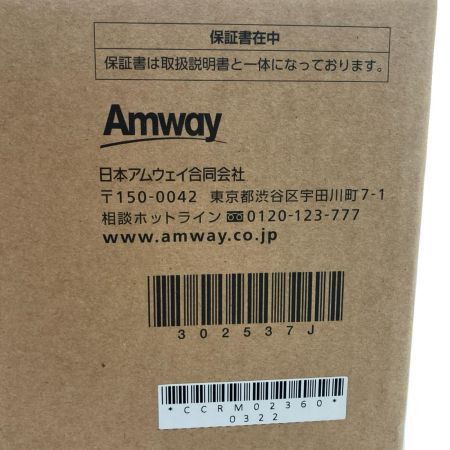 保証書在中
保証書は取扱説明書と一体になっております。
Amway
日本アムウェイ合同会社
〒150-0042 東京都渋谷区宇田川町7-1
相談ホットライン 0120-123-777
www.amway.co.jp
302537J
*CCRM02360*
0322